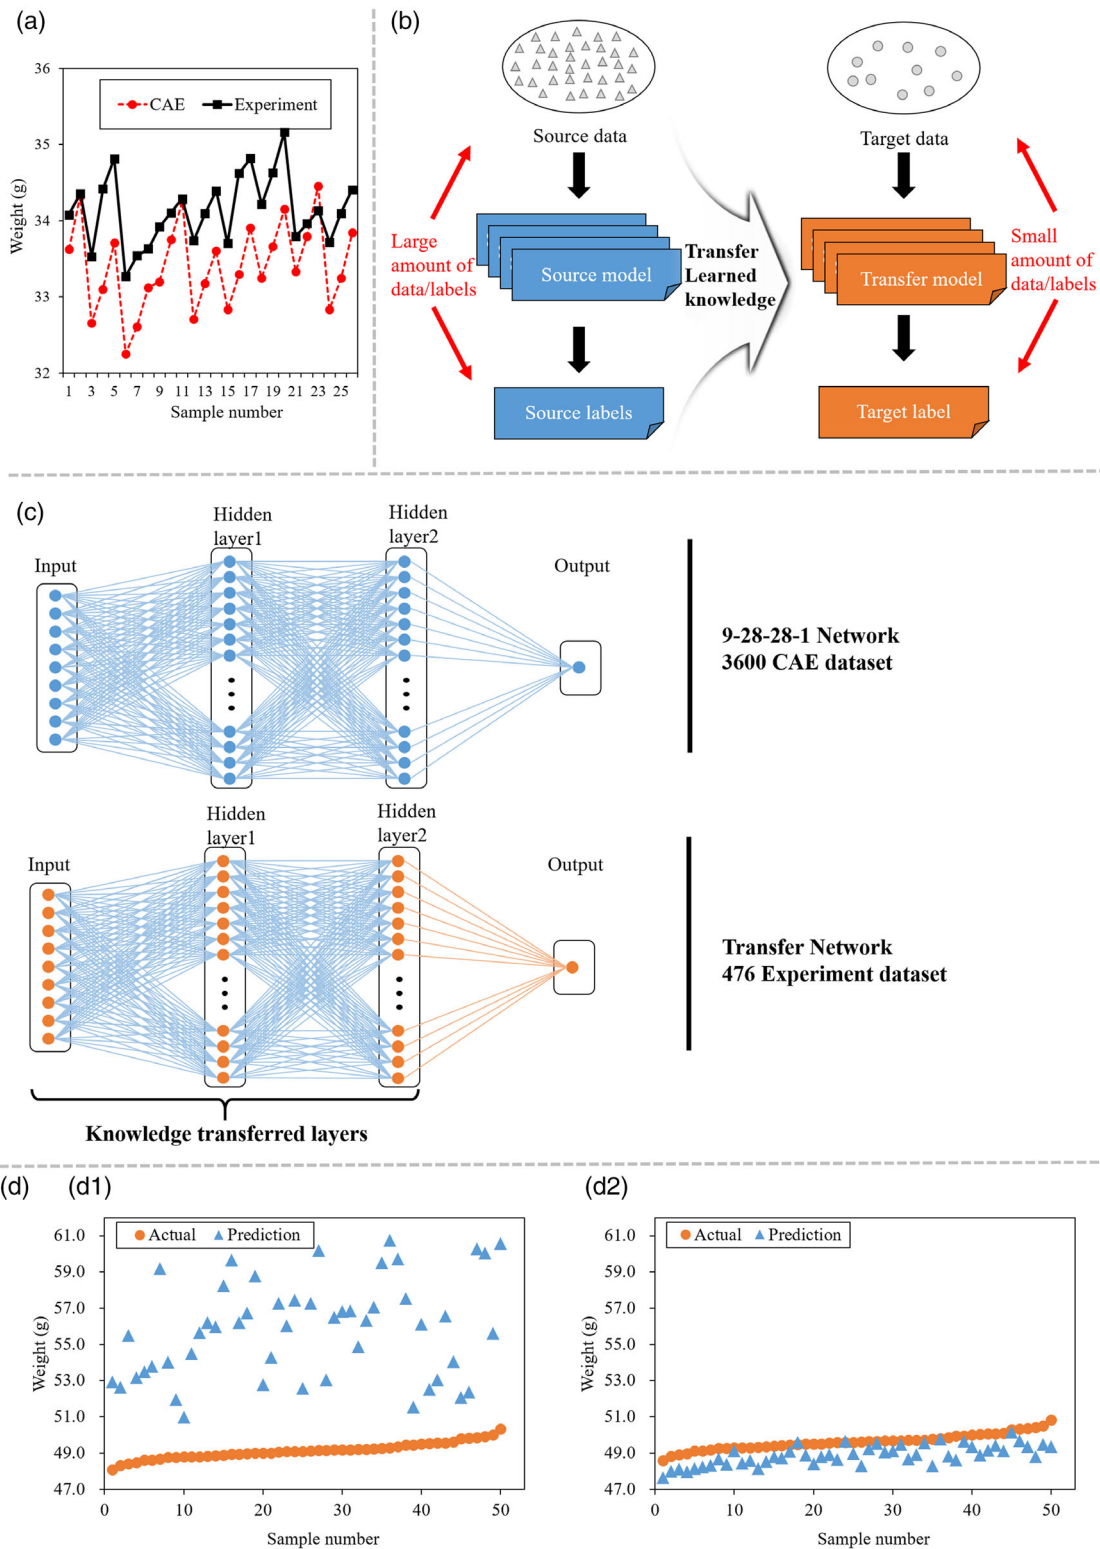 (a)
36
35
34
33
32
Weight (g)
CAE
Experiment
1 3 5 7 9 11 13 15 17 19 21 23 25
Sample number
(b)
Source data
Target data
Large
amount of
data/labels
Source model
Transfer
Learned
knowledge
Transfer model
Small
amount of
data/labels
Source labels
Target label
(c)
Input
Hidden
layer1
Hidden
layer2
Output
9-28-28-1 Network
3600 CAE dataset
Input
Hidden
layer1
Hidden
layer2
Output
Transfer Network
476 Experiment dataset
Knowledge transferred layers
(d)
(d1)
Actual
Prediction
61.0
59.0
57.0
55.0
53.0
51.0
49.0
47.0
Weight (g)
0 10 20 30 40 50
Sample number
(d2)
Actual
Prediction
61.0
59.0
57.0
55.0
53.0
51.0
49.0
47.0
Weight (g)
0 10 20 30 40 50
Sample number